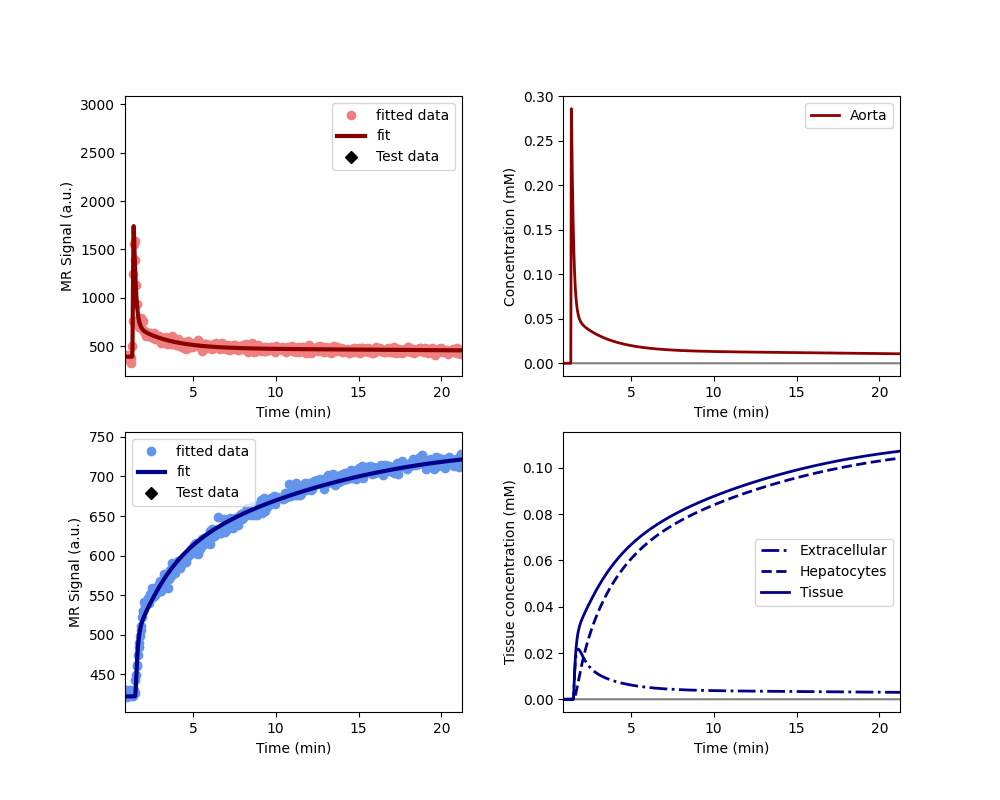 3000
2500
2000
1500
1000
500
MR Signal (a.u.)
fitted data
fit
Test data
5
10
15
20
Time (min)
0.30
0.25
0.20
0.15
0.10
0.05
0.00
Concentration (mM)
Aorta
5
10
15
20
Time (min)
750
700
650
600
550
500
450
MR Signal (a.u.)
fitted data
fit
Test data
5
10
15
20
Time (min)
0.10
0.08
0.06
0.04
0.02
0.00
Tissue concentration (mM)
Extracellular
Hepatocytes
Tissue
5
10
15
20
Time (min)